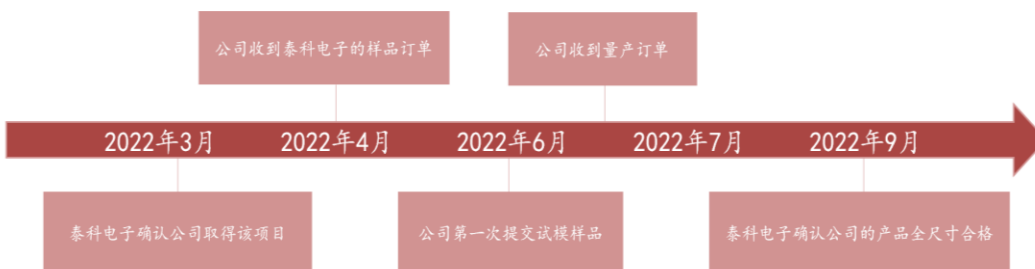 公司收到泰科电子的样品订单
公司收到量产订单
2022年3月
2022年4月
2022年6月
2022年7月
2022年9月
泰科电子确认公司取得该项目
公司第一次提交试模样品
泰科电子确认公司的产品全尺寸合格